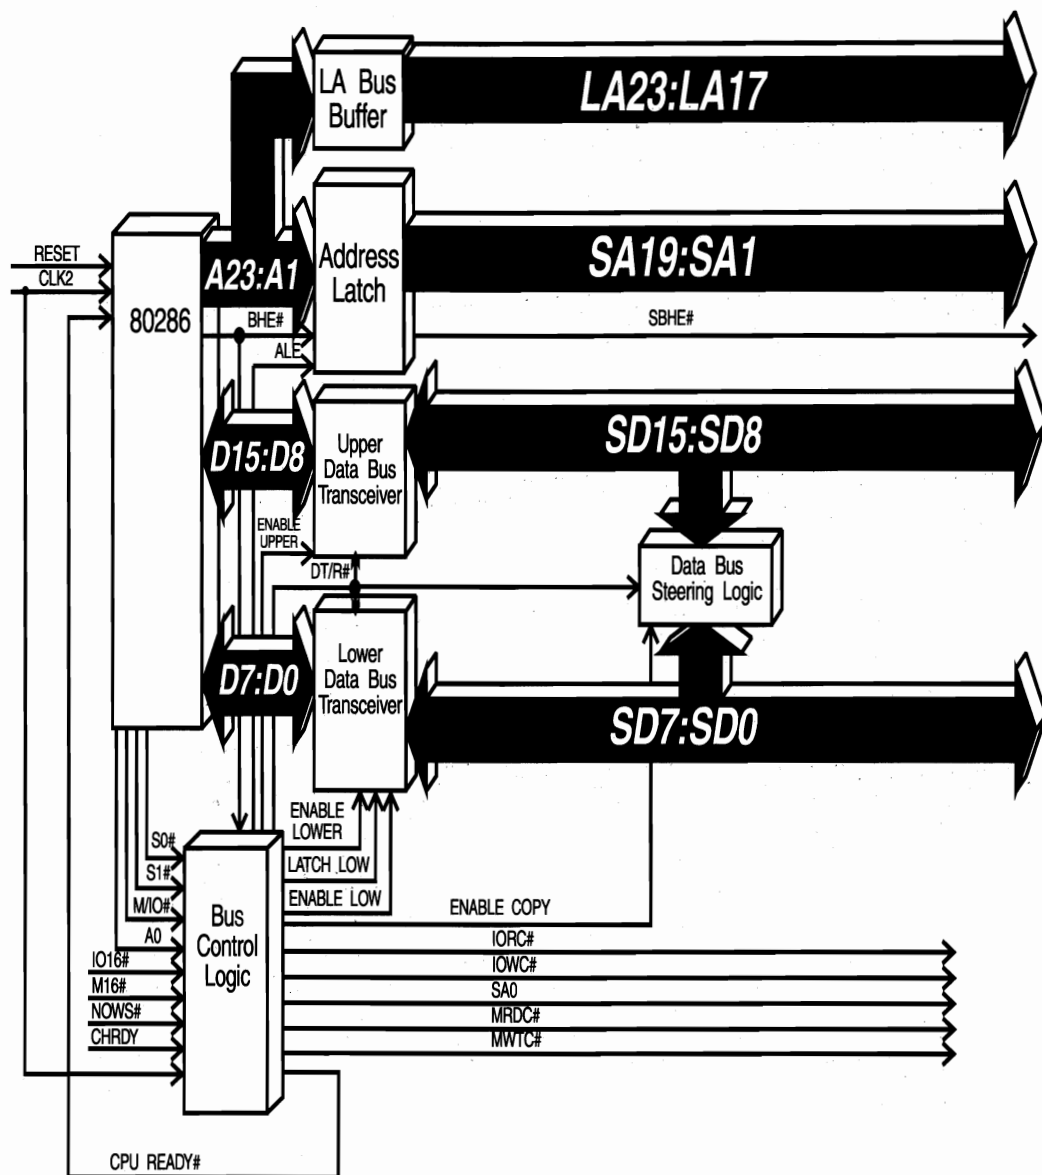 LA Bus
Buffer
LA23:LA17
RESET
CLK2
80286
A23:A1
Address
Latch
SA19:SA1
BHE#
SBHE#
ALE
D15:D8
Upper
Data Bus
Transceiver
SD15:SD8
ENABLE
UPPER
DT/R#
Data Bus
Steering Logic
D7:D0
Lower
Data Bus
Transceiver
SD7:SD0
ENABLE
LOWER
LATCH LOW
ENABLE LOW
ENABLE COPY
S0#
S1#
M/IO#
A0
IO16#
M16#
NOWS#
CHRDY
Bus
Control
Logic
IORC#
IOWC#
SA0
MRDC#
MWTC#
CPU READY#